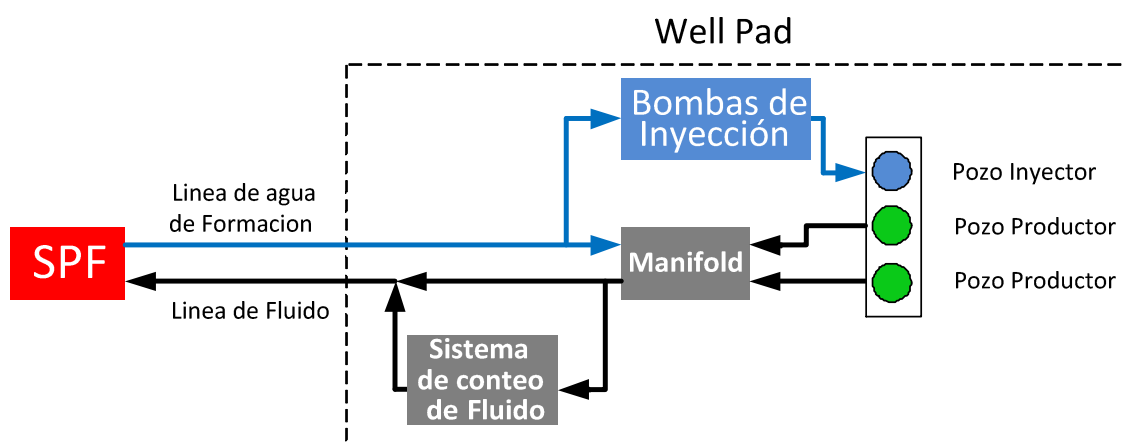 Well Pad
Bombas de
Inyección
Pozo Inyector
Linea de agua
de Formacion
Pozo Productor
SPF
Manifold
Pozo Productor
Linea de Fluido
Sistema
de conteo
de Fluido